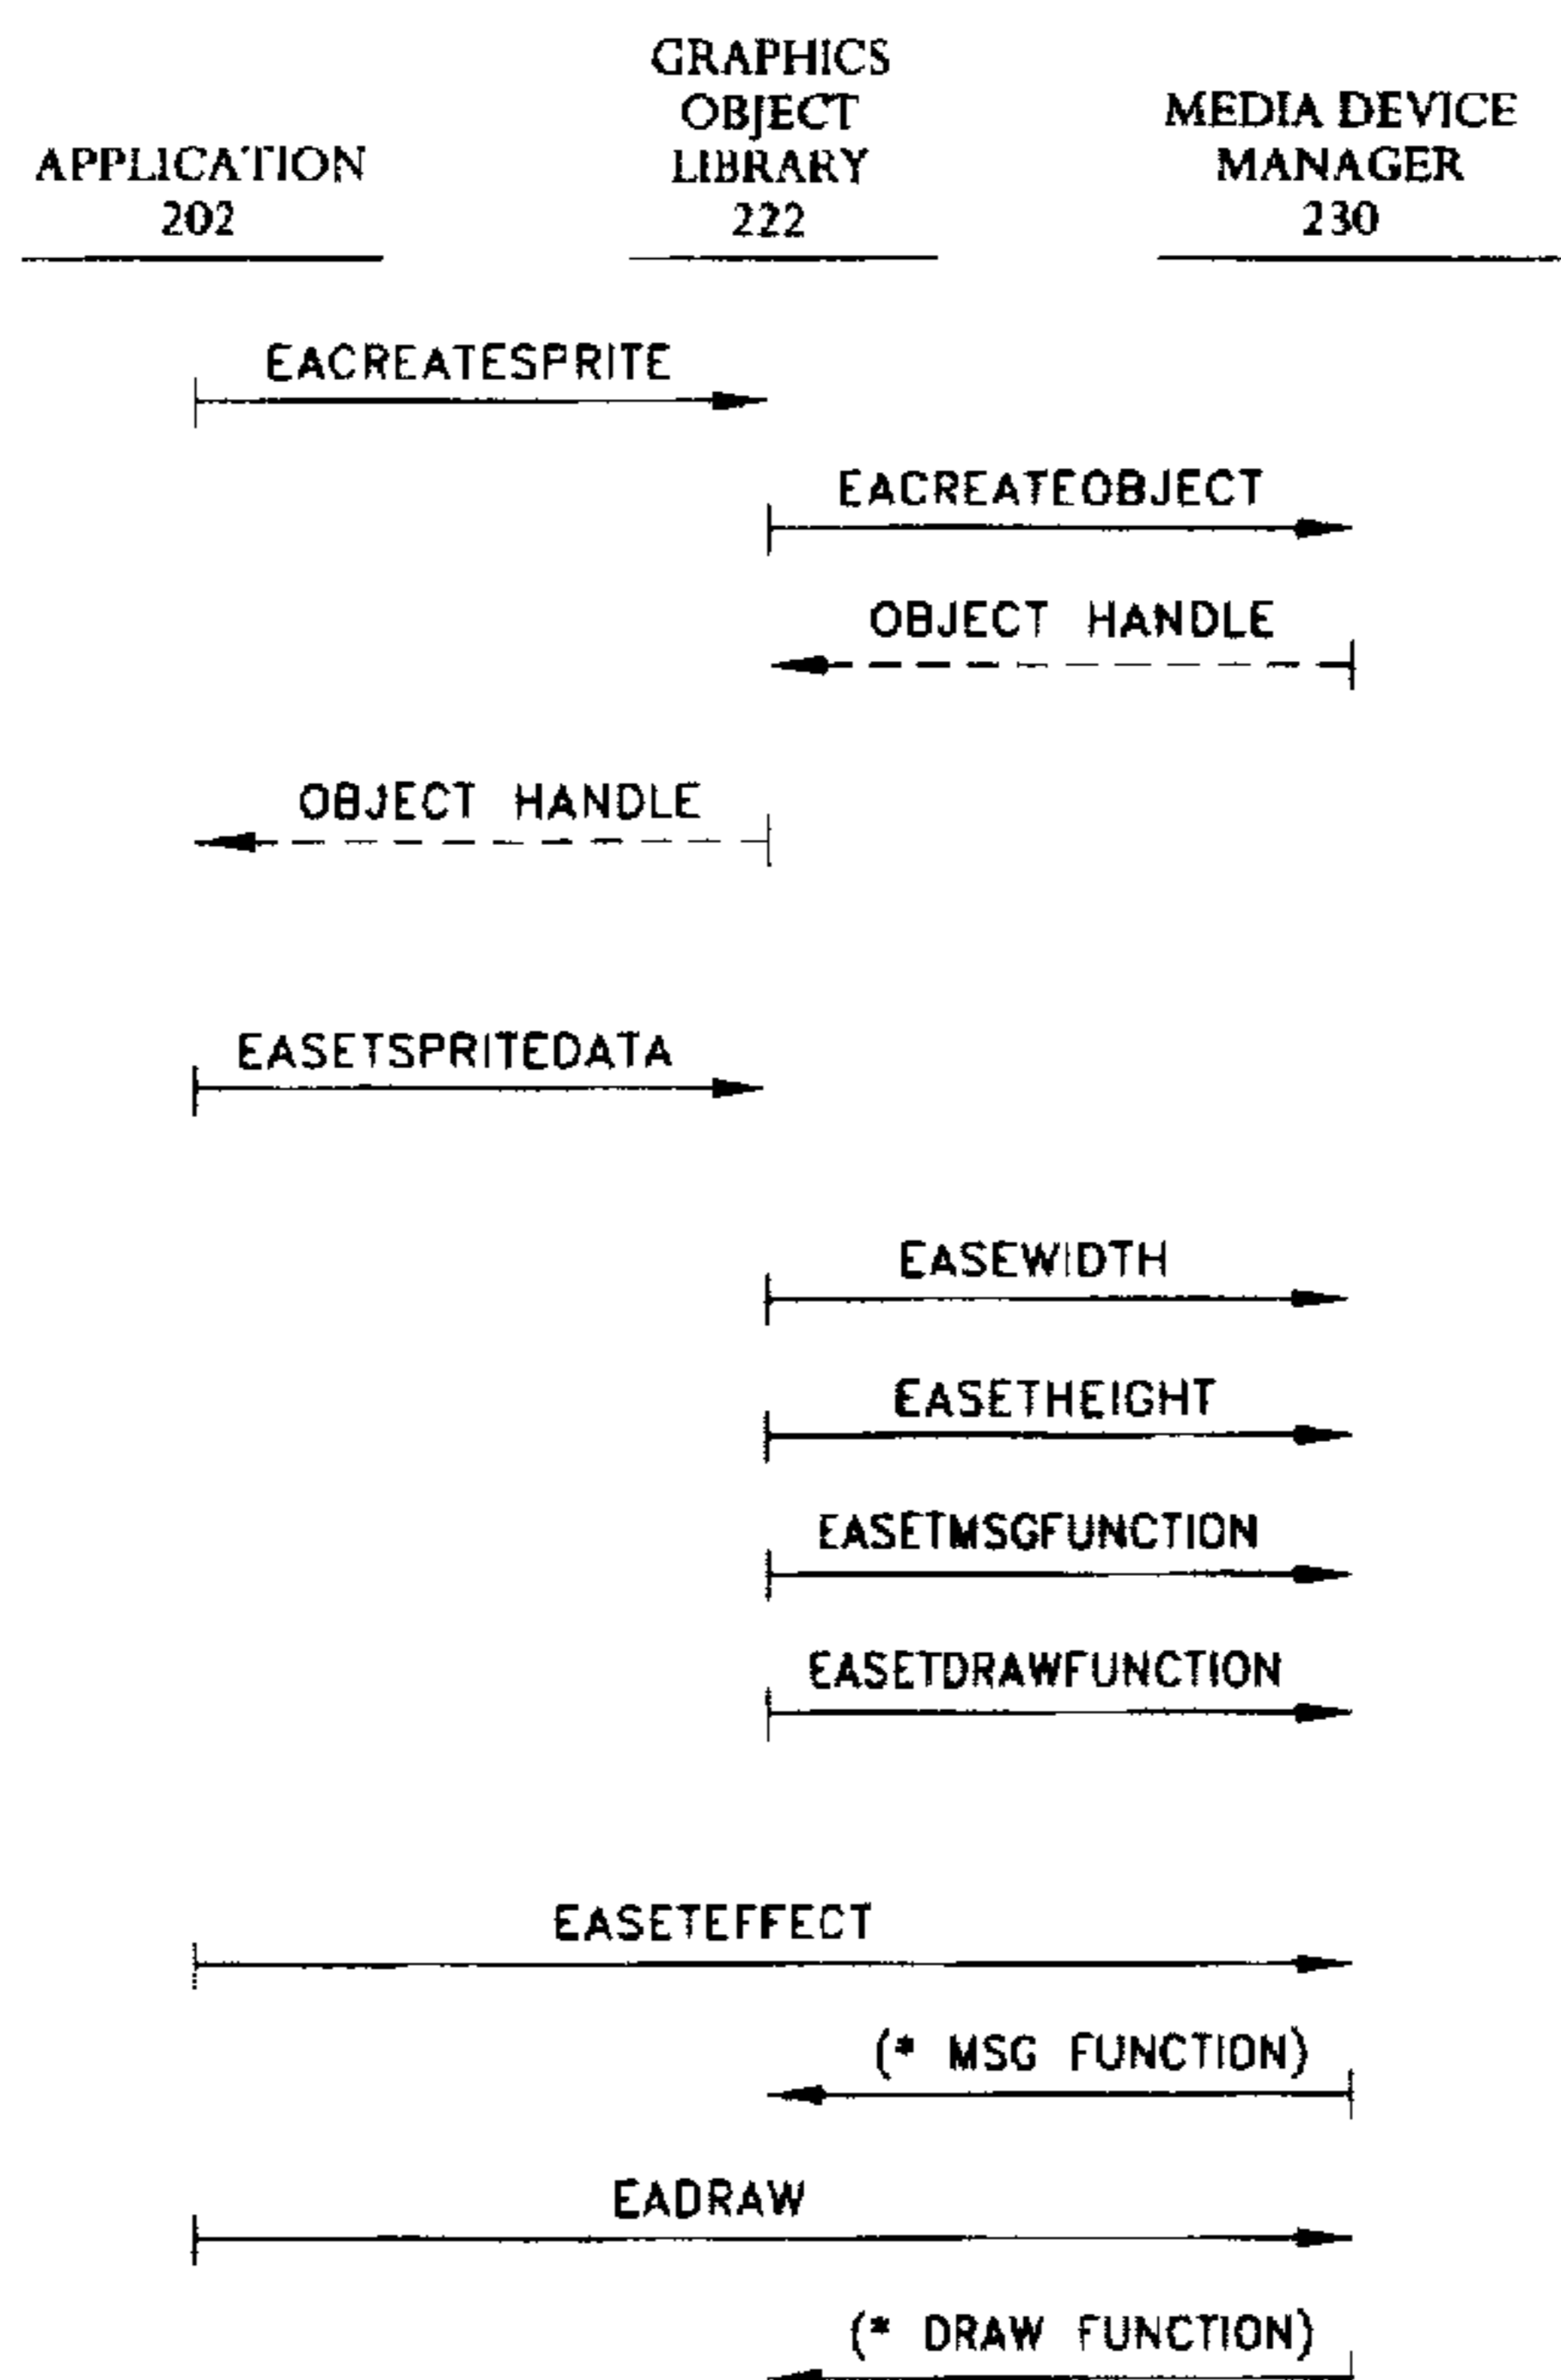 APPLICATION
202
GRAPHICS
OBJECT
LIBRARY
222
MEDIA DEVICE
MANAGER
230
EACREATESPRITE
EACREATEOBJECT
OBJECT HANDLE
OBJECT HANDLE
EASETSPRITEDATA
EASEWIDTH
EASETHEIGHT
EASETMSGFUNCTION
EASETDRAWFUNCTION
EASETEFFECT
(* MSG FUNCTION)
EADRAW
(* DRAW FUNCTION)